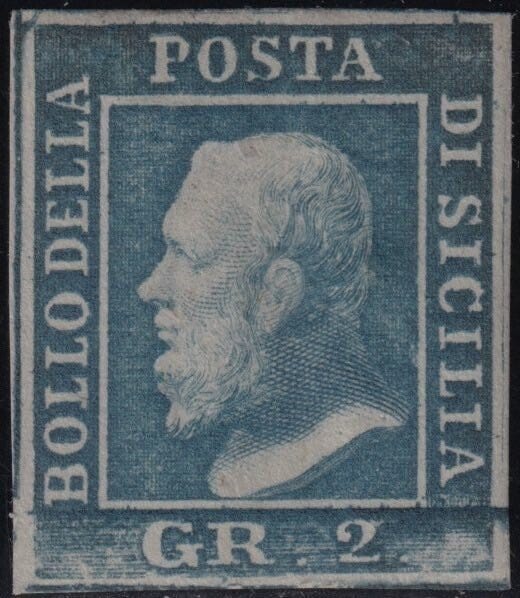 BOLLO DELLA
POSTA
DI SICILIA
GR. 2.